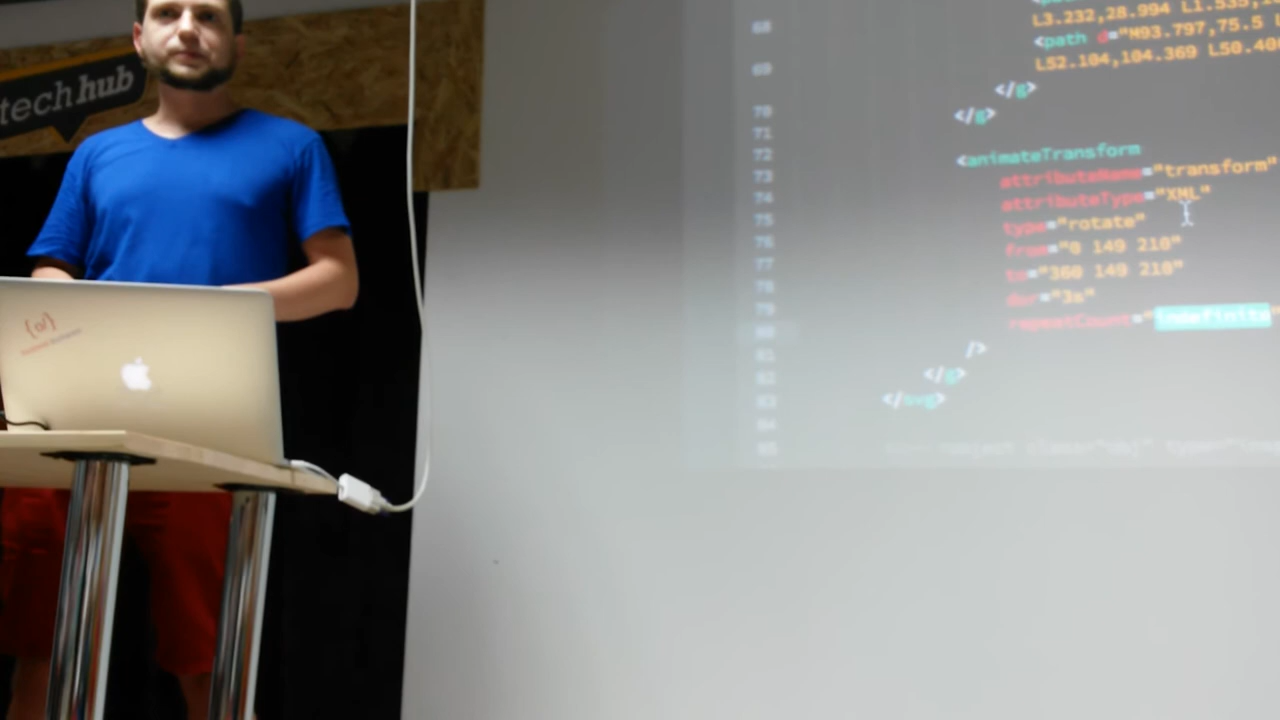 tech hub
{o/}
68
69
70
71
72
73
74
75
76
77
78
79
80
81
82
83
84
85
L3.232,28.994 L1.535,
<path d="M93.797,75.5 L
L52.104,104.369 L50.40
</g>
</g>
<animateTransform
attributeName="transform"
attributeType="XML"
type="rotate"
from="0 149 210"
to="360 149 210"
dur="3s"
repeatCount="indefinite"
/>
</g>
</svg>